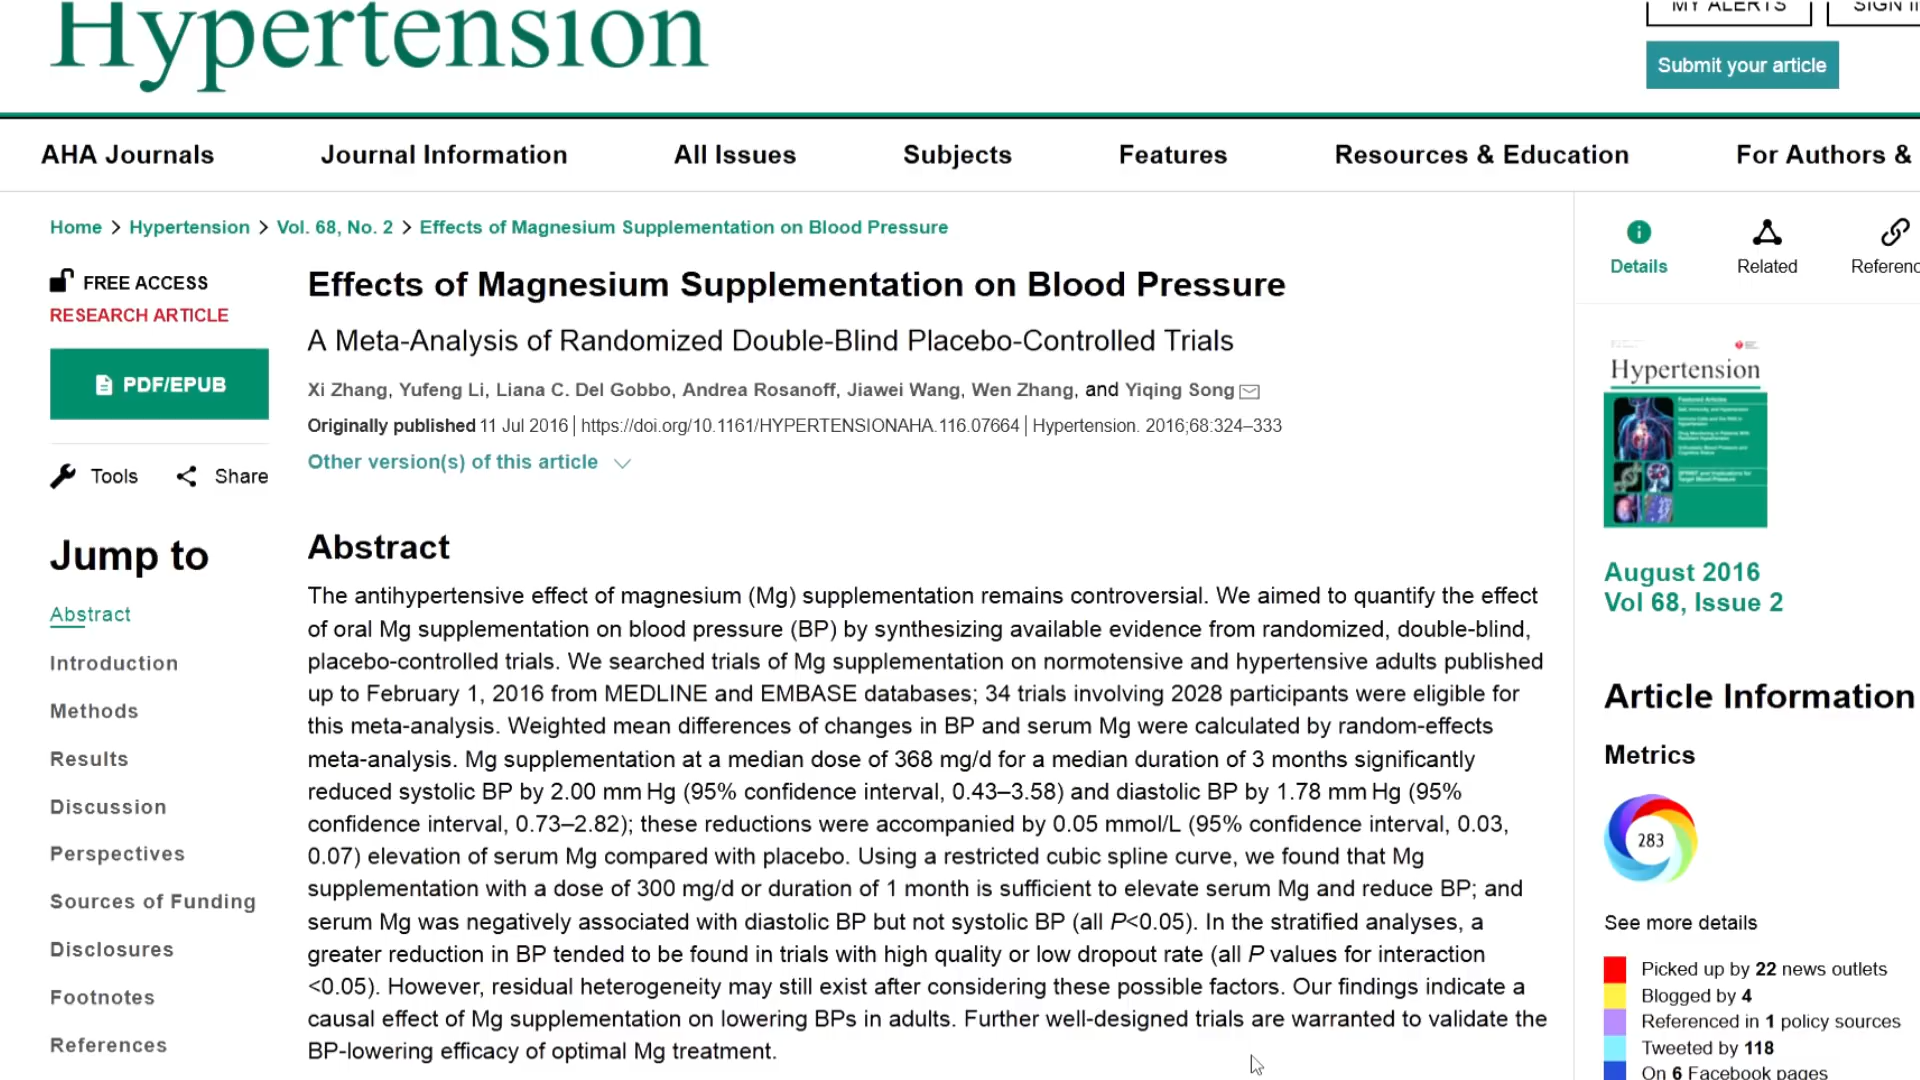 Hypertension
MY ALERTS
SIGN IN
Submit your article
AHA Journals
Journal Information
All Issues
Subjects
Features
Resources & Education
For Authors &
Home > Hypertension > Vol. 68, No. 2 > Effects of Magnesium Supplementation on Blood Pressure
FREE ACCESS
RESEARCH ARTICLE
PDF/EPUB
Tools
Share
Jump to
Abstract
Introduction
Methods
Results
Discussion
Perspectives
Sources of Funding
Disclosures
Footnotes
References
Effects of Magnesium Supplementation on Blood Pressure
A Meta-Analysis of Randomized Double-Blind Placebo-Controlled Trials
Xi Zhang, Yufeng Li, Liana C. Del Gobbo, Andrea Rosanoff, Jiawei Wang, Wen Zhang, and Yiqing Song
Originally published 11 Jul 2016 | https://doi.org/10.1161/HYPERTENSIONAHA.116.07664 | Hypertension. 2016;68:324–333
Other version(s) of this article
Abstract
The antihypertensive effect of magnesium (Mg) supplementation remains controversial. We aimed to quantify the effect
of oral Mg supplementation on blood pressure (BP) by synthesizing available evidence from randomized, double-blind,
placebo-controlled trials. We searched trials of Mg supplementation on normotensive and hypertensive adults published
up to February 1, 2016 from MEDLINE and EMBASE databases; 34 trials involving 2028 participants were eligible for
this meta-analysis. Weighted mean differences of changes in BP and serum Mg were calculated by random-effects
meta-analysis. Mg supplementation at a median dose of 368 mg/d for a median duration of 3 months significantly
reduced systolic BP by 2.00 mm Hg (95% confidence interval, 0.43–3.58) and diastolic BP by 1.78 mm Hg (95%
confidence interval, 0.73–2.82); these reductions were accompanied by 0.05 mmol/L (95% confidence interval, 0.03,
0.07) elevation of serum Mg compared with placebo. Using a restricted cubic spline curve, we found that Mg
supplementation with a dose of 300 mg/d or duration of 1 month is sufficient to elevate serum Mg and reduce BP; and
serum Mg was negatively associated with diastolic BP but not systolic BP (all P<0.05). In the stratified analyses, a
greater reduction in BP tended to be found in trials with high quality or low dropout rate (all P values for interaction
<0.05). However, residual heterogeneity may still exist after considering these possible factors. Our findings indicate a
causal effect of Mg supplementation on lowering BPs in adults. Further well-designed trials are warranted to validate the
BP-lowering efficacy of optimal Mg treatment.
Details
Related
Referenc
Hypertension
Featured Articles
August 2016
Vol 68, Issue 2
Article Information
Metrics
283
See more details
Picked up by 22 news outlets
Blogged by 4
Referenced in 1 policy sources
Tweeted by 118
On 6 Facebook pages